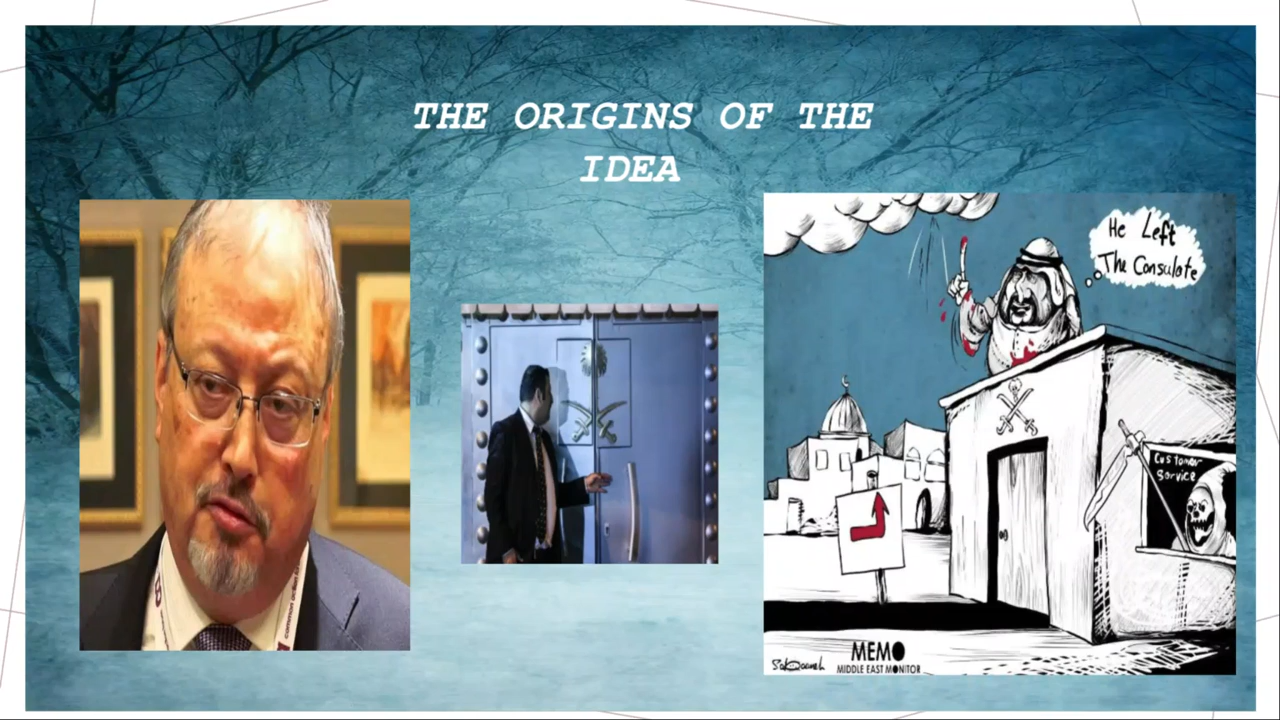 THE ORIGINS OF THE
IDEA
He Left
The Consulate
Customer
Service
MEMO
MIDDLE EAST MONITOR